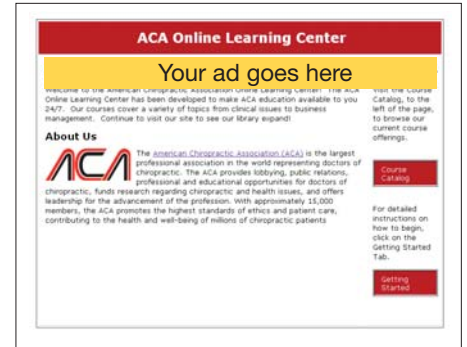 ACA Online Learning Center
Your ad goes here
Welcome to the American Chiropractic Association Online Learning Center! The ACA
Online Learning Center has been developed to make ACA education available to you
24/7. Our courses cover a variety of topics from clinical issues to business
management. Continue to visit our site to see our library expand!
About Us
ACA
The American Chiropractic Association (ACA) is the largest
professional association in the world representing doctors of
chiropractic. The ACA provides lobbying, public relations,
professional and educational opportunities for doctors of
chiropractic, funds research regarding chiropractic and health issues, and offers
leadership for the advancement of the profession. With approximately 15,000
members, the ACA promotes the highest standards of ethics and patient care,
contributing to the health and well-being of millions of chiropractic patients
Visit the Course
Catalog, to the
left of the page,
to browse our
current course
offerings.
Course
Catalog
For detailed
instructions on
how to begin,
click on the
Getting Started
Tab.
Getting
Started